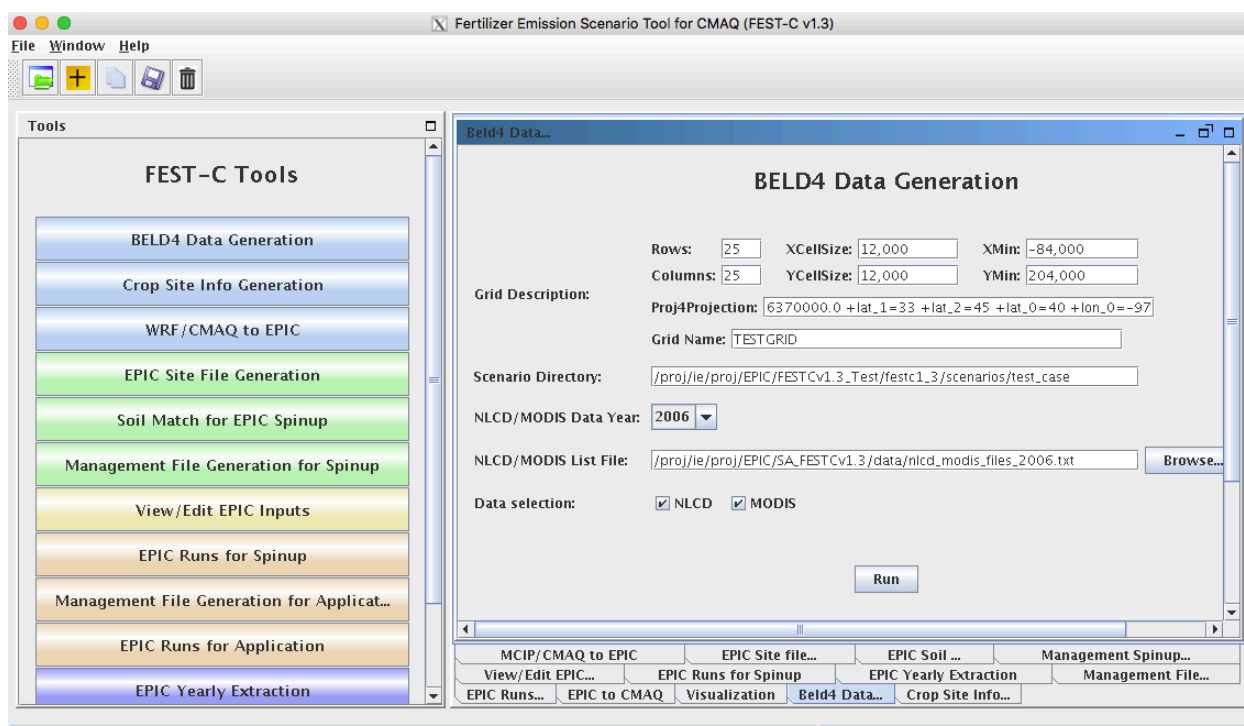 Fertilizer Emission Scenario Tool for CMAQ (FEST-C v1.3)
File Window Help
Tools
FEST-C Tools
BELD4 Data Generation
Crop Site Info Generation
WRF/CMAQ to EPIC
EPIC Site File Generation
Soil Match for EPIC Spinup
Management File Generation for Spinup
View/Edit EPIC Inputs
EPIC Runs for Spinup
Management File Generation for Applicat...
EPIC Runs for Application
EPIC Yearly Extraction
Beld4 Data...
BELD4 Data Generation
Grid Description:
Rows: 25 XCellSize: 12,000 XMin: -84,000
Columns: 25 YCellSize: 12,000 YMin: 204,000
Proj4Projection: 6370000.0 +lat_1=33 +lat_2=45 +lat_0=40 +lon_0=-97
Grid Name: TESTGRID
Scenario Directory: /proj/ie/proj/EPIC/FESTCv1.3_Test/festc1_3/scenarios/test_case
NLCD/MODIS Data Year: 2006
NLCD/MODIS List File: /proj/ie/proj/EPIC/SA_FESTCv1.3/data/nlcd_modis_files_2006.txt Browse...
Data selection: NLCD MODIS
Run
MCIP/CMAQ to EPIC EPIC Site file... EPIC Soil ... Management Spinup...
View/Edit EPIC... EPIC Runs for Spinup EPIC Yearly Extraction Management File...
EPIC Runs... EPIC to CMAQ Visualization Beld4 Data... Crop Site Info...